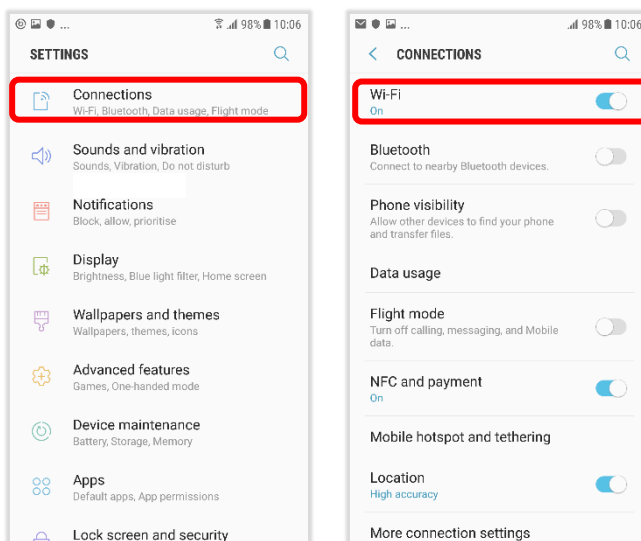 ... 98% 10:06
SETTINGS
Connections
Wi-Fi, Bluetooth, Data usage, Flight mode
Sounds and vibration
Sounds, Vibration, Do not disturb
Notifications
Block, allow, prioritise
Display
Brightness, Blue light filter, Home screen
Wallpapers and themes
Wallpapers, themes, icons
Advanced features
Games, One-handed mode
Device maintenance
Battery, Storage, Memory
Apps
Default apps, App permissions
Lock screen and security
... 98% 10:06
CONNECTIONS
Wi-Fi
On
Bluetooth
Connect to nearby Bluetooth devices.
Phone visibility
Allow other devices to find your phone
and transfer files.
Data usage
Flight mode
Turn off calling, messaging, and Mobile
data.
NFC and payment
On
Mobile hotspot and tethering
Location
High accuracy
More connection settings